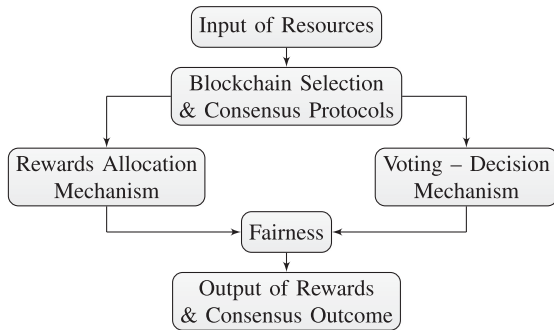 Input of Resources
Blockchain Selection
& Consensus Protocols
Rewards Allocation
Mechanism
Voting – Decision
Mechanism
Fairness
Output of Rewards
& Consensus Outcome